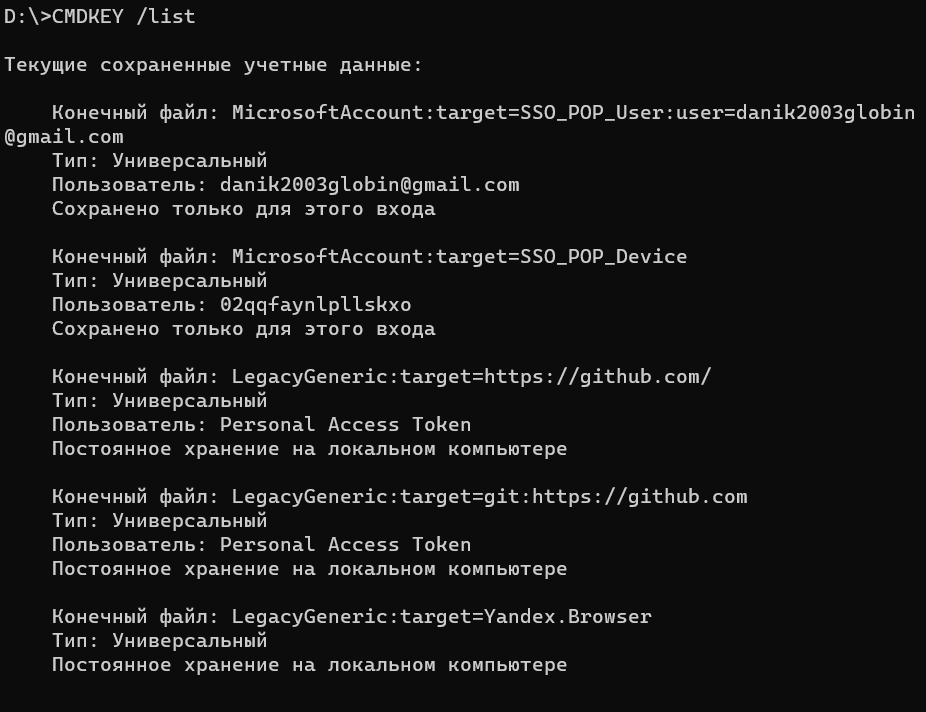 D:\>CMDKEY /list
Текущие сохраненные учетные данные:
Конечный файл: MicrosoftAccount:target=SSO_POP_User:user=danik2003globin
@gmail.com
Тип: Универсальный
Пользователь: danik2003globin@gmail.com
Сохранено только для этого входа
Конечный файл: MicrosoftAccount:target=SSO_POP_Device
Тип: Универсальный
Пользователь: 02qqfaynlpllskxo
Сохранено только для этого входа
Конечный файл: LegacyGeneric:target=https://github.com/
Тип: Универсальный
Пользователь: Personal Access Token
Постоянное хранение на локальном компьютере
Конечный файл: LegacyGeneric:target=git:https://github.com
Тип: Универсальный
Пользователь: Personal Access Token
Постоянное хранение на локальном компьютере
Конечный файл: LegacyGeneric:target=Yandex.Browser
Тип: Универсальный
Постоянное хранение на локальном компьютере